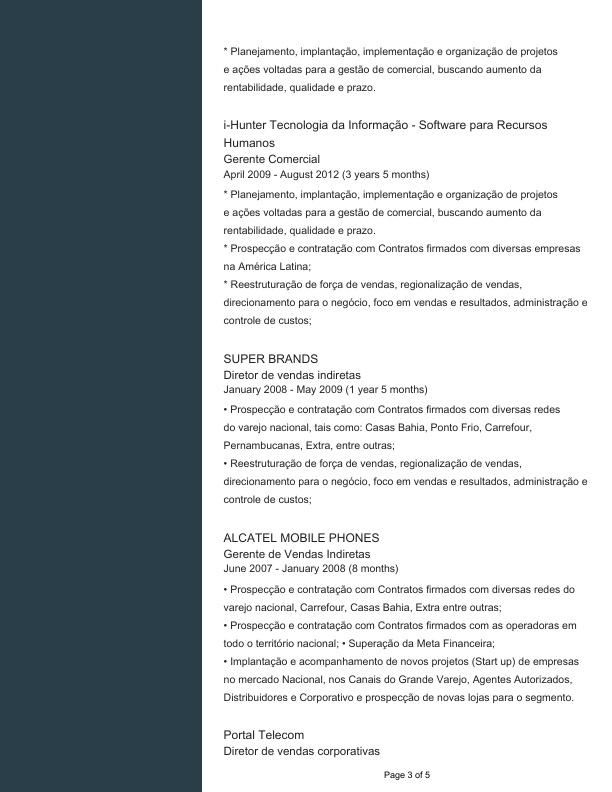 * Planejamento, implantação, implementação e organização de projetos
e ações voltadas para a gestão de comercial, buscando aumento da
rentabilidade, qualidade e prazo.
i-Hunter Tecnologia da Informação - Software para Recursos
Humanos
Gerente Comercial
April 2009 - August 2012 (3 years 5 months)
* Planejamento, implantação, implementação e organização de projetos
e ações voltadas para a gestão de comercial, buscando aumento da
rentabilidade, qualidade e prazo.
* Prospecção e contratação com Contratos firmados com diversas empresas
na América Latina;
* Reestruturação de força de vendas, regionalização de vendas,
direcionamento para o negócio, foco em vendas e resultados, administração e
controle de custos;
SUPER BRANDS
Diretor de vendas indiretas
January 2008 - May 2009 (1 year 5 months)
• Prospecção e contratação com Contratos firmados com diversas redes
do varejo nacional, tais como: Casas Bahia, Ponto Frio, Carrefour,
Pernambucanas, Extra, entre outras;
• Reestruturação de força de vendas, regionalização de vendas,
direcionamento para o negócio, foco em vendas e resultados, administração e
controle de custos;
ALCATEL MOBILE PHONES
Gerente de Vendas Indiretas
June 2007 - January 2008 (8 months)
• Prospecção e contratação com Contratos firmados com diversas redes do
varejo nacional, Carrefour, Casas Bahia, Extra entre outras;
• Prospecção e contratação com Contratos firmados com as operadoras em
todo o território nacional; • Superação da Meta Financeira;
• Implantação e acompanhamento de novos projetos (Start up) de empresas
no mercado Nacional, nos Canais do Grande Varejo, Agentes Autorizados,
Distribuidores e Corporativo e prospecção de novas lojas para o segmento.
Portal Telecom
Diretor de vendas corporativas
Page 3 of 5